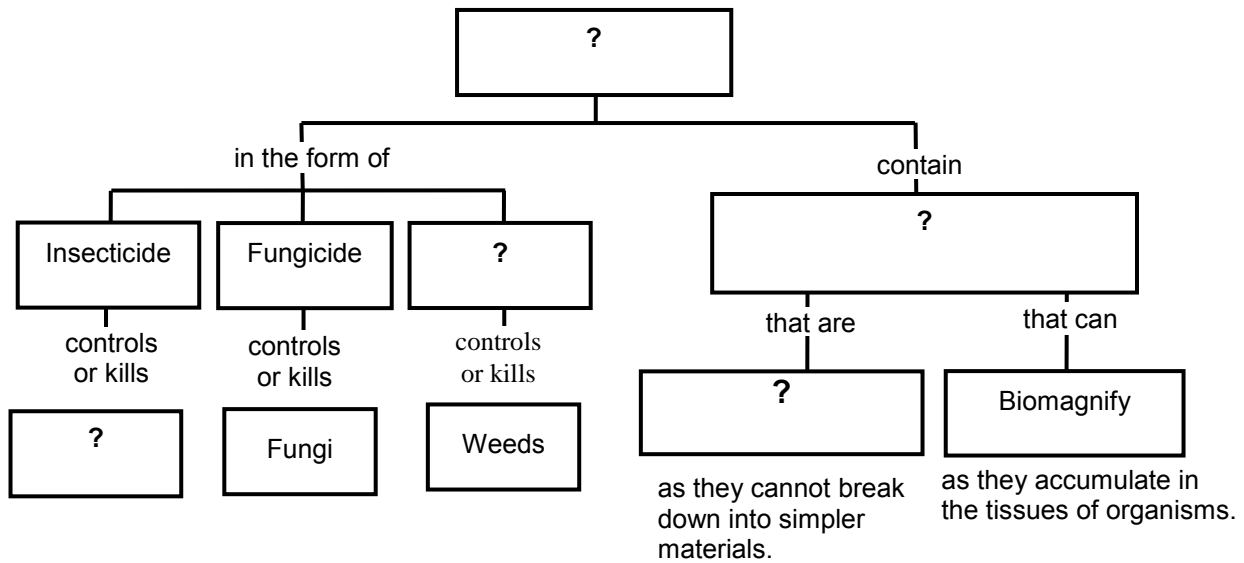 ?
in the form of
contain
Insecticide
Fungicide
?
?
controls
or kills
controls
or kills
controls
or kills
that are
that can
?
Fungi
Weeds
?
Biomagnify
as they cannot break
down into simpler
materials.
as they accumulate in
the tissues of organisms.